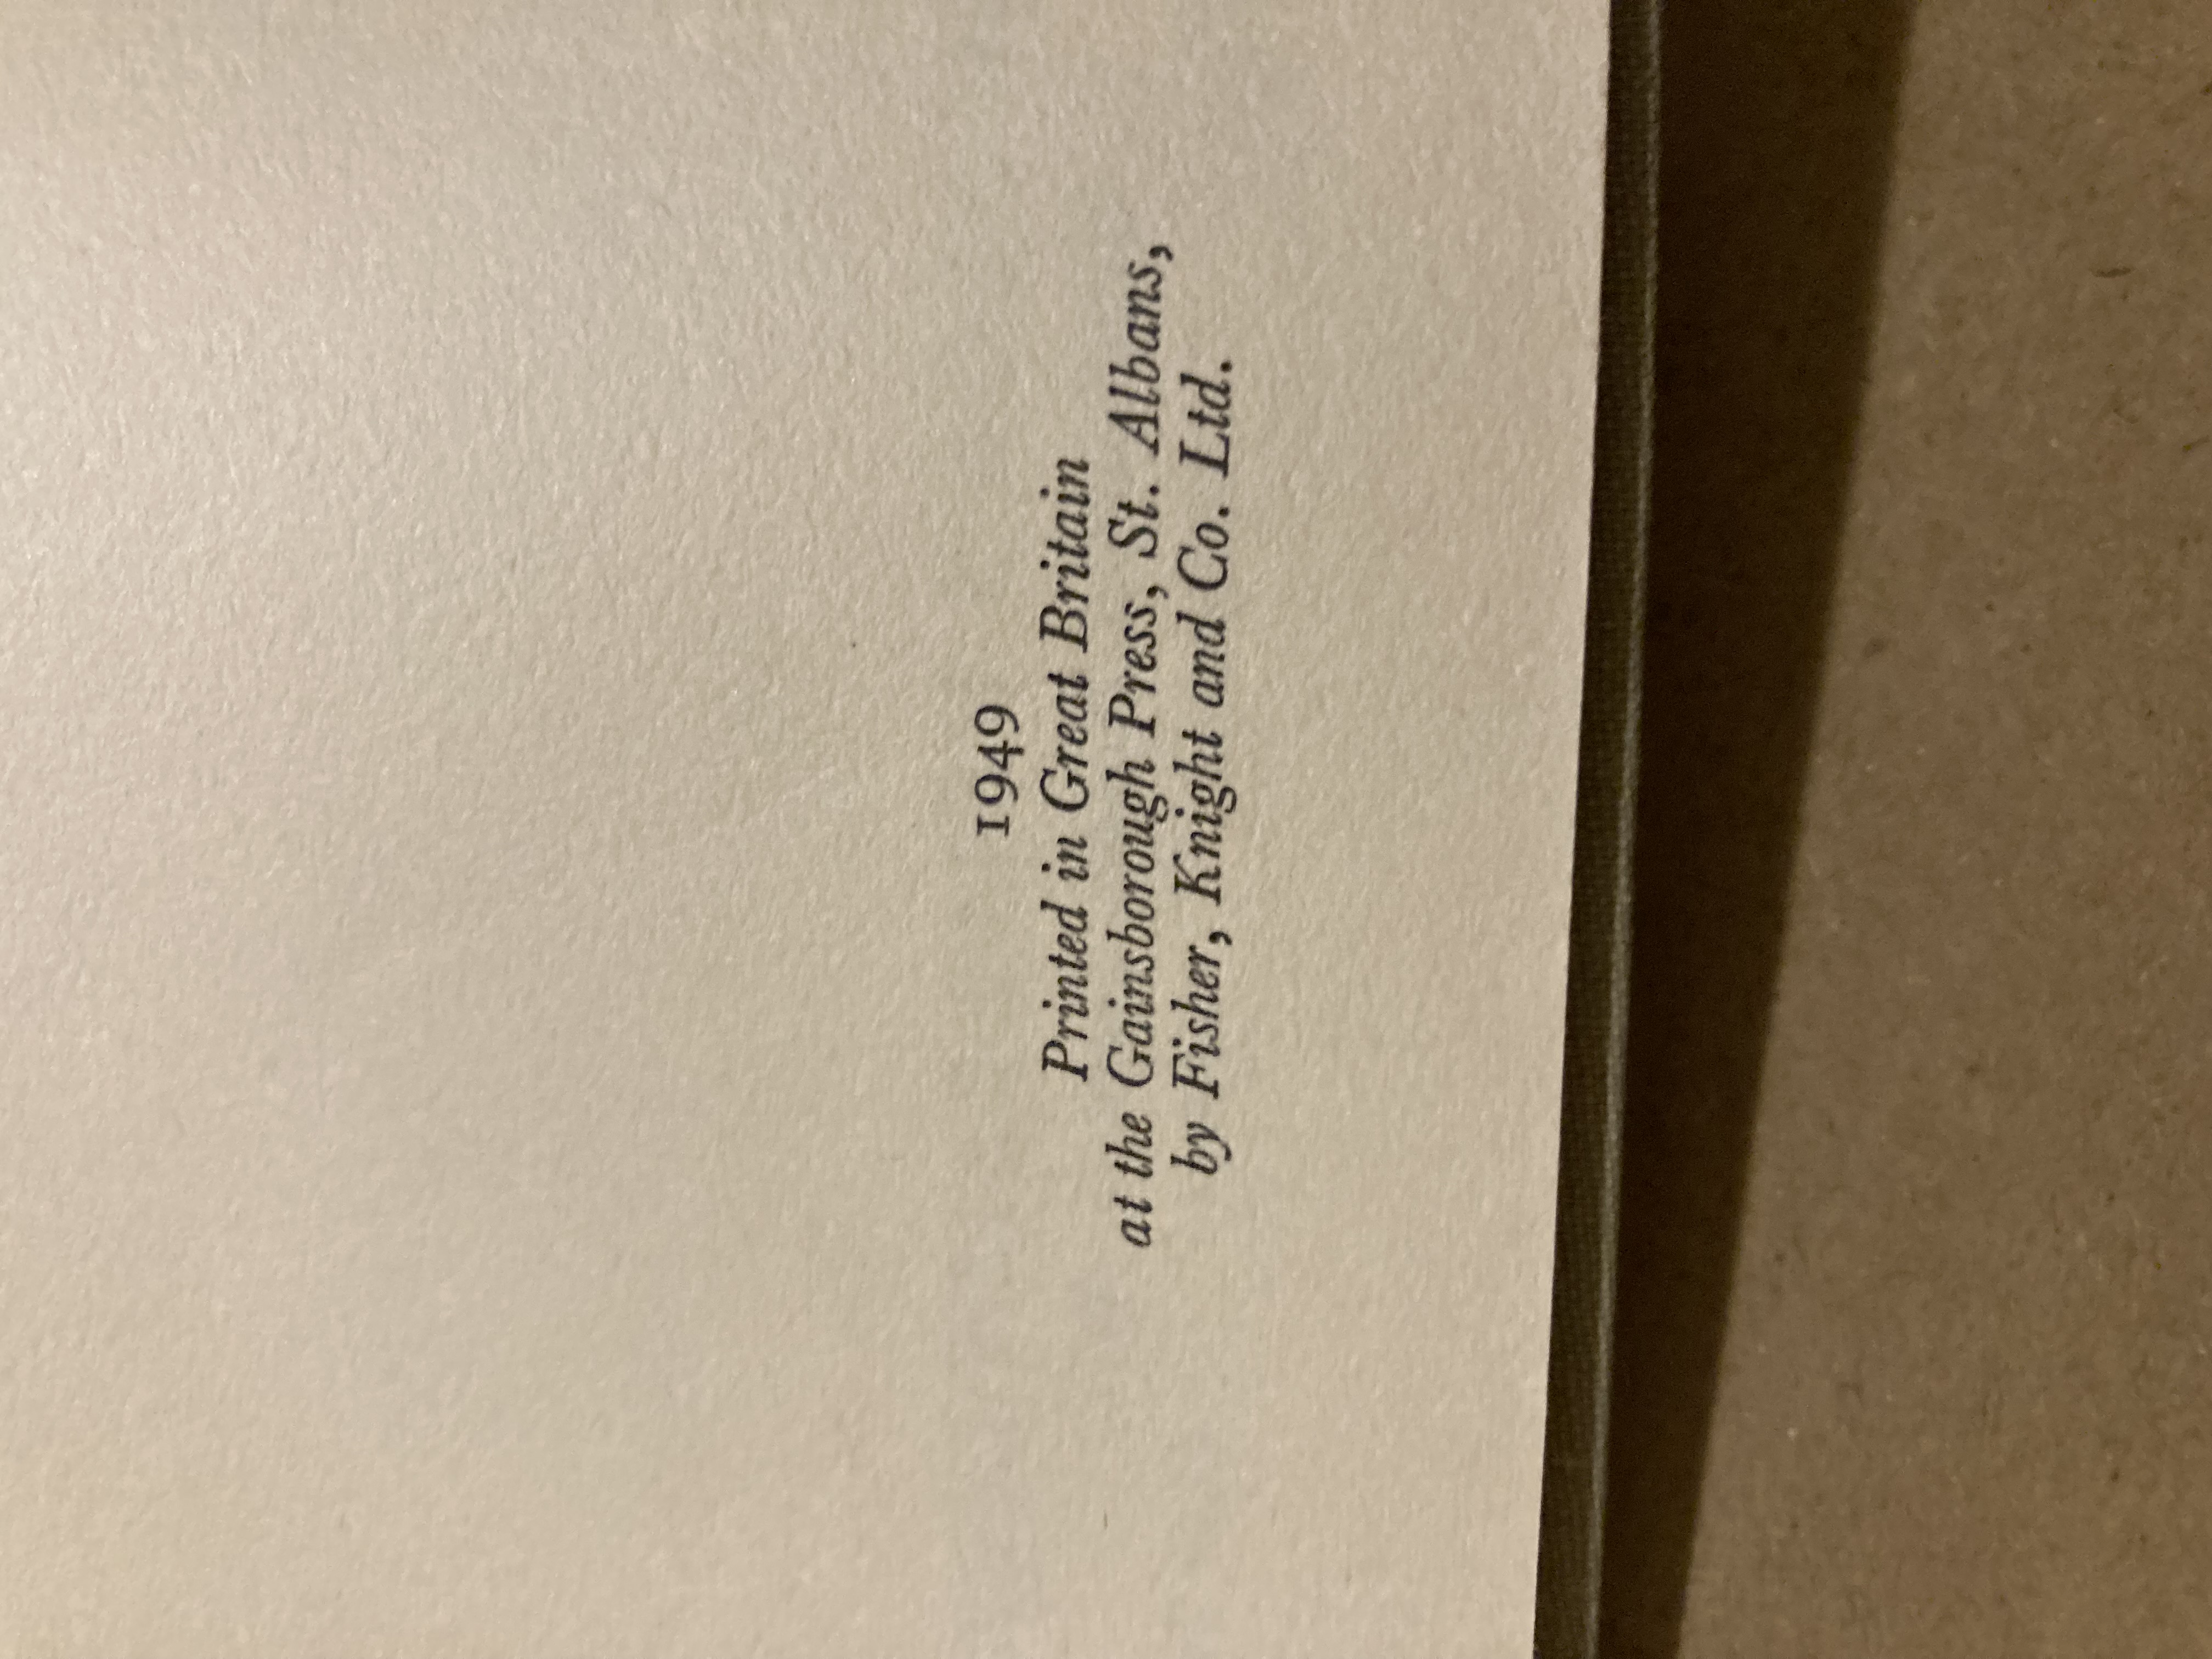 1949
Printed in Great Britain
at the Gainsborough Press, St. Albans,
by Fisher, Knight and Co. Ltd.